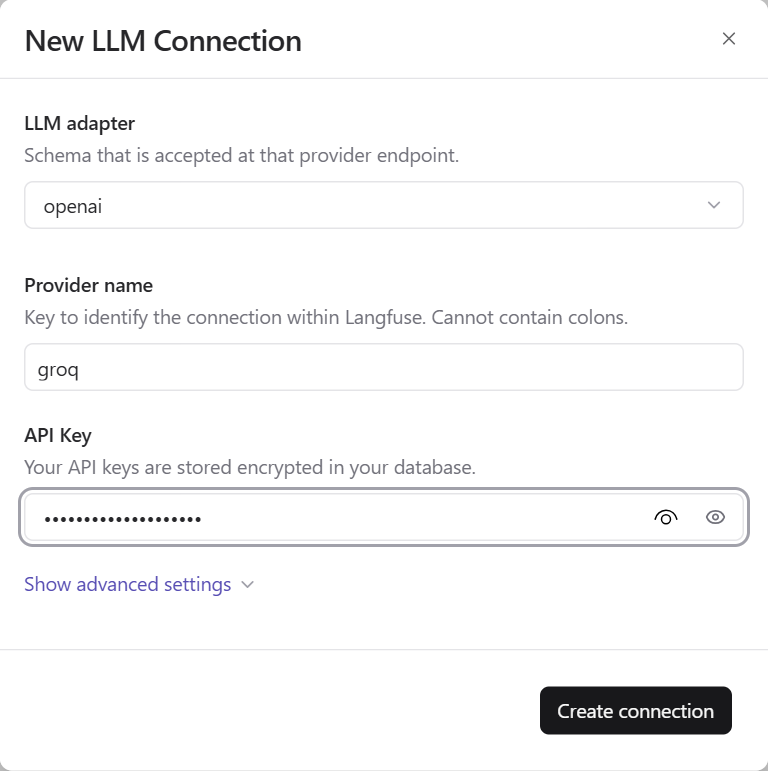 New LLM Connection
LLM adapter
Schema that is accepted at that provider endpoint.
openai
Provider name
Key to identify the connection within Langfuse. Cannot contain colons.
groq
API Key
Your API keys are stored encrypted in your database.
••••••••••••••••••••
Show advanced settings
Create connection